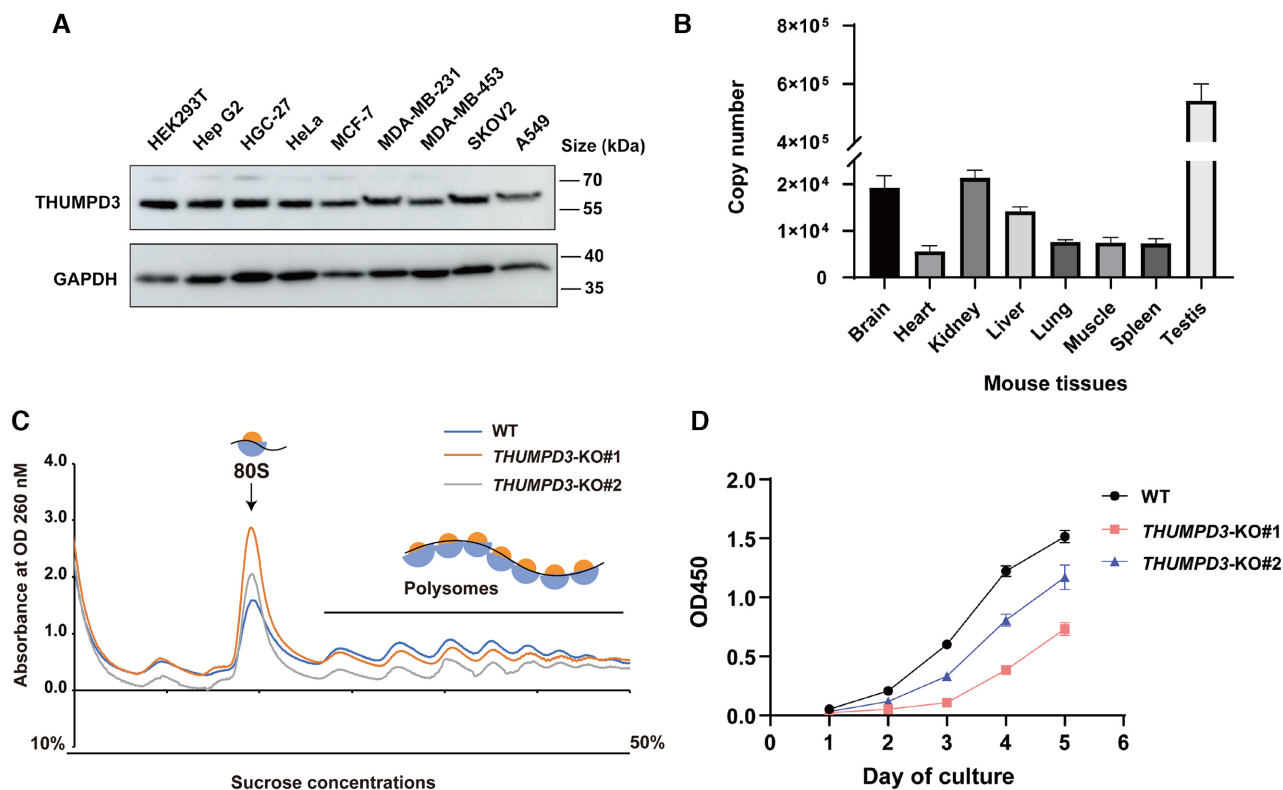 A
HEK293T
Hep G2
HGC-27
HeLa
MCF-7
MDA-MB-231
MDA-MB-453
SKOV2
A549
Size (kDa)
THUMPD3
70
55
GAPDH
40
35
B
Copy number
8×10⁵
6×10⁵
4×10⁵
2×10⁴
1×10⁴
0
Brain
Heart
Kidney
Liver
Lung
Muscle
Spleen
Testis
Mouse tissues
C
Absorbance at OD 260 nM
4.0
3.0
2.0
1.0
0.0
80S
WT
THUMPD3-KO#1
THUMPD3-KO#2
Polysomes
10%
50%
Sucrose concentrations
D
OD450
2.0
1.5
1.0
0.5
0.0
0 1 2 3 4 5 6
Day of culture
WT
THUMPD3-KO#1
THUMPD3-KO#2